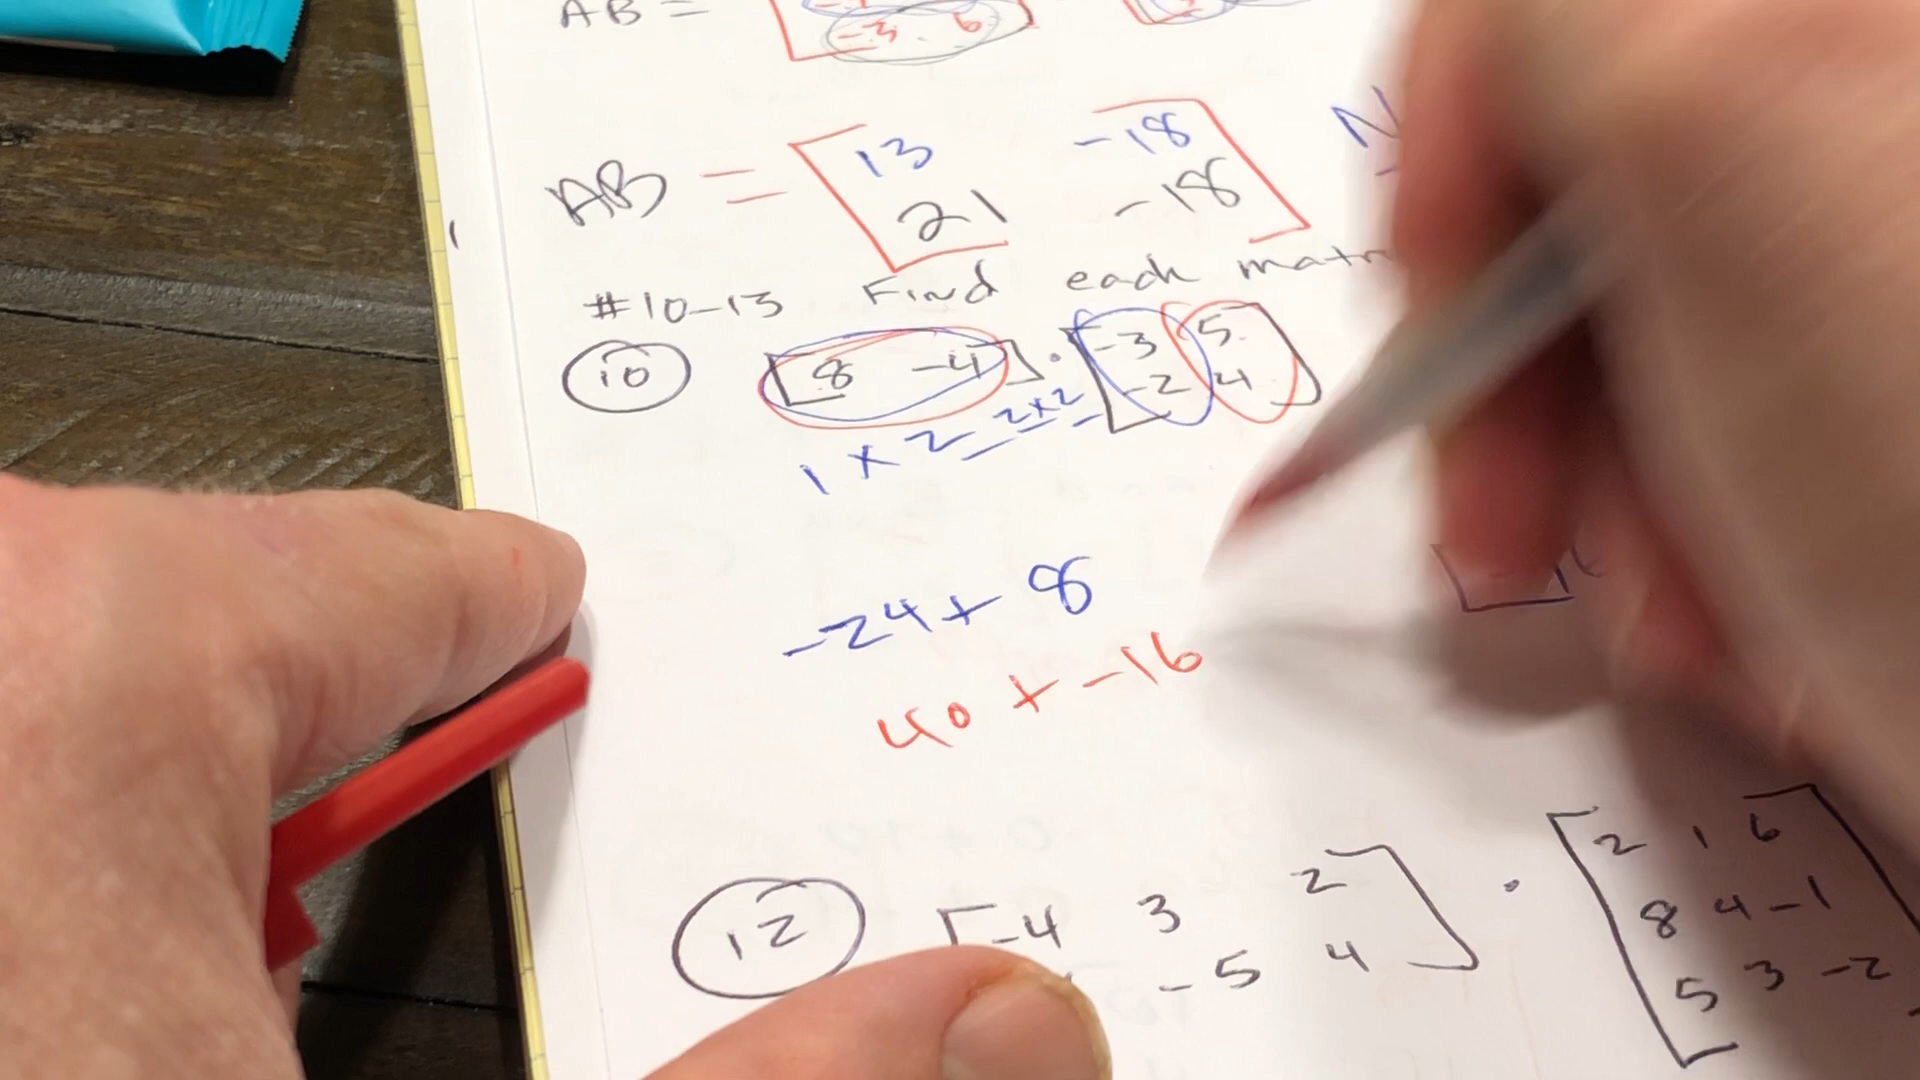 AB =
-3 6
AB = 13 -18
21 -18
#10-13 Find each
10 [8 -4] · [-3 5
-2 4]
1 x 2 2x2
-24 + 8
40 + -16
12 [-4 3 2 · [2 1 6
-5 4] 8 4 -1
5 3 -2